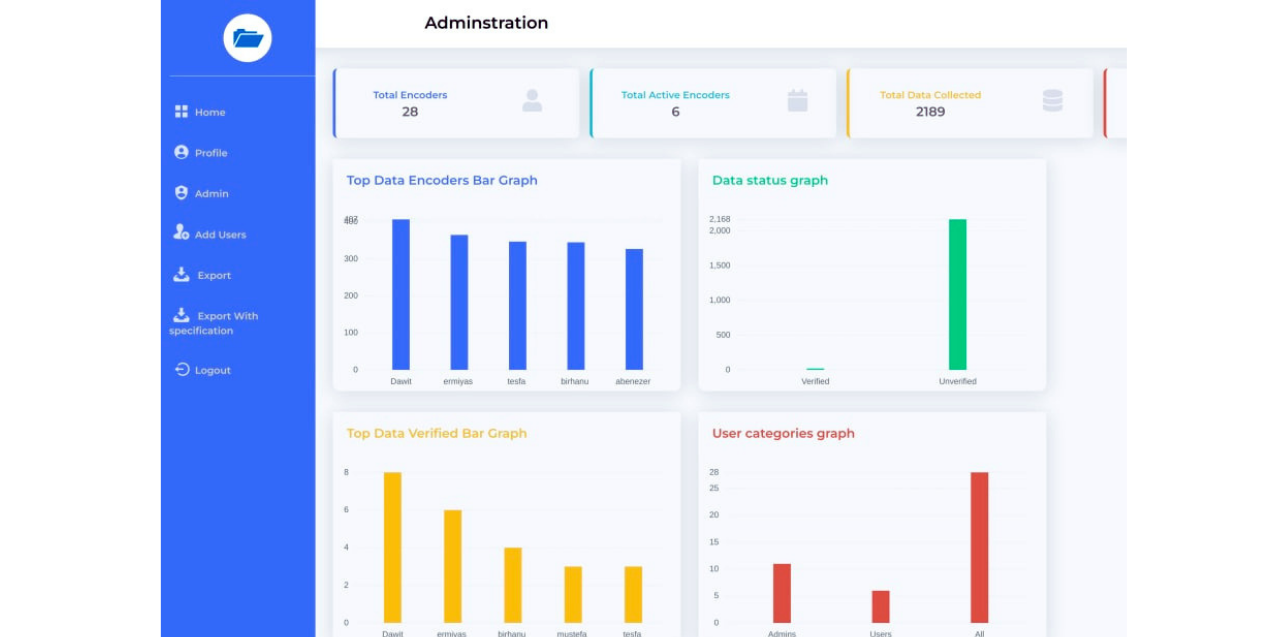 Adminstration
Home
Profile
Admin
Add Users
Export
Export With
specification
Logout
Total Encoders
28
Total Active Encoders
6
Total Data Collected
2189
Top Data Encoders Bar Graph
407
400
300
200
100
0
Dawit ermiyas tesfa birhanu abenezer
Data status graph
2,168
2,000
1,500
1,000
500
0
Verified Unverified
Top Data Verified Bar Graph
8
6
4
2
0
Dawit ermiyas birhanu mustefa tesfa
User categories graph
28
25
20
15
10
5
0
Admins Users All